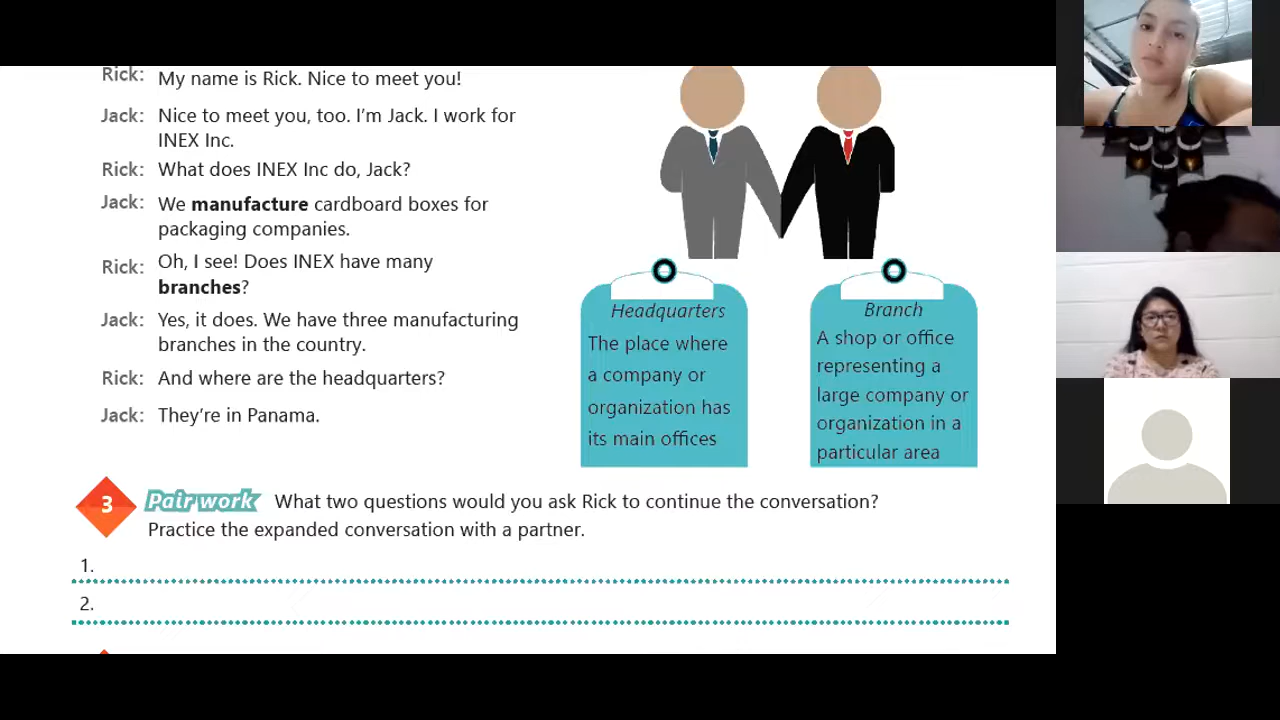 Rick: My name is Rick. Nice to meet you!
Jack: Nice to meet you, too. I'm Jack. I work for
INEX Inc.
Rick: What does INEX Inc do, Jack?
Jack: We manufacture cardboard boxes for
packaging companies.
Rick: Oh, I see! Does INEX have many
branches?
Jack: Yes, it does. We have three manufacturing
branches in the country.
Rick: And where are the headquarters?
Jack: They're in Panama.
Headquarters
The place where
a company or
organization has
its main offices
Branch
A shop or office
representing a
large company or
organization in a
particular area
3 Pair work What two questions would you ask Rick to continue the conversation?
Practice the expanded conversation with a partner.
1.
2.